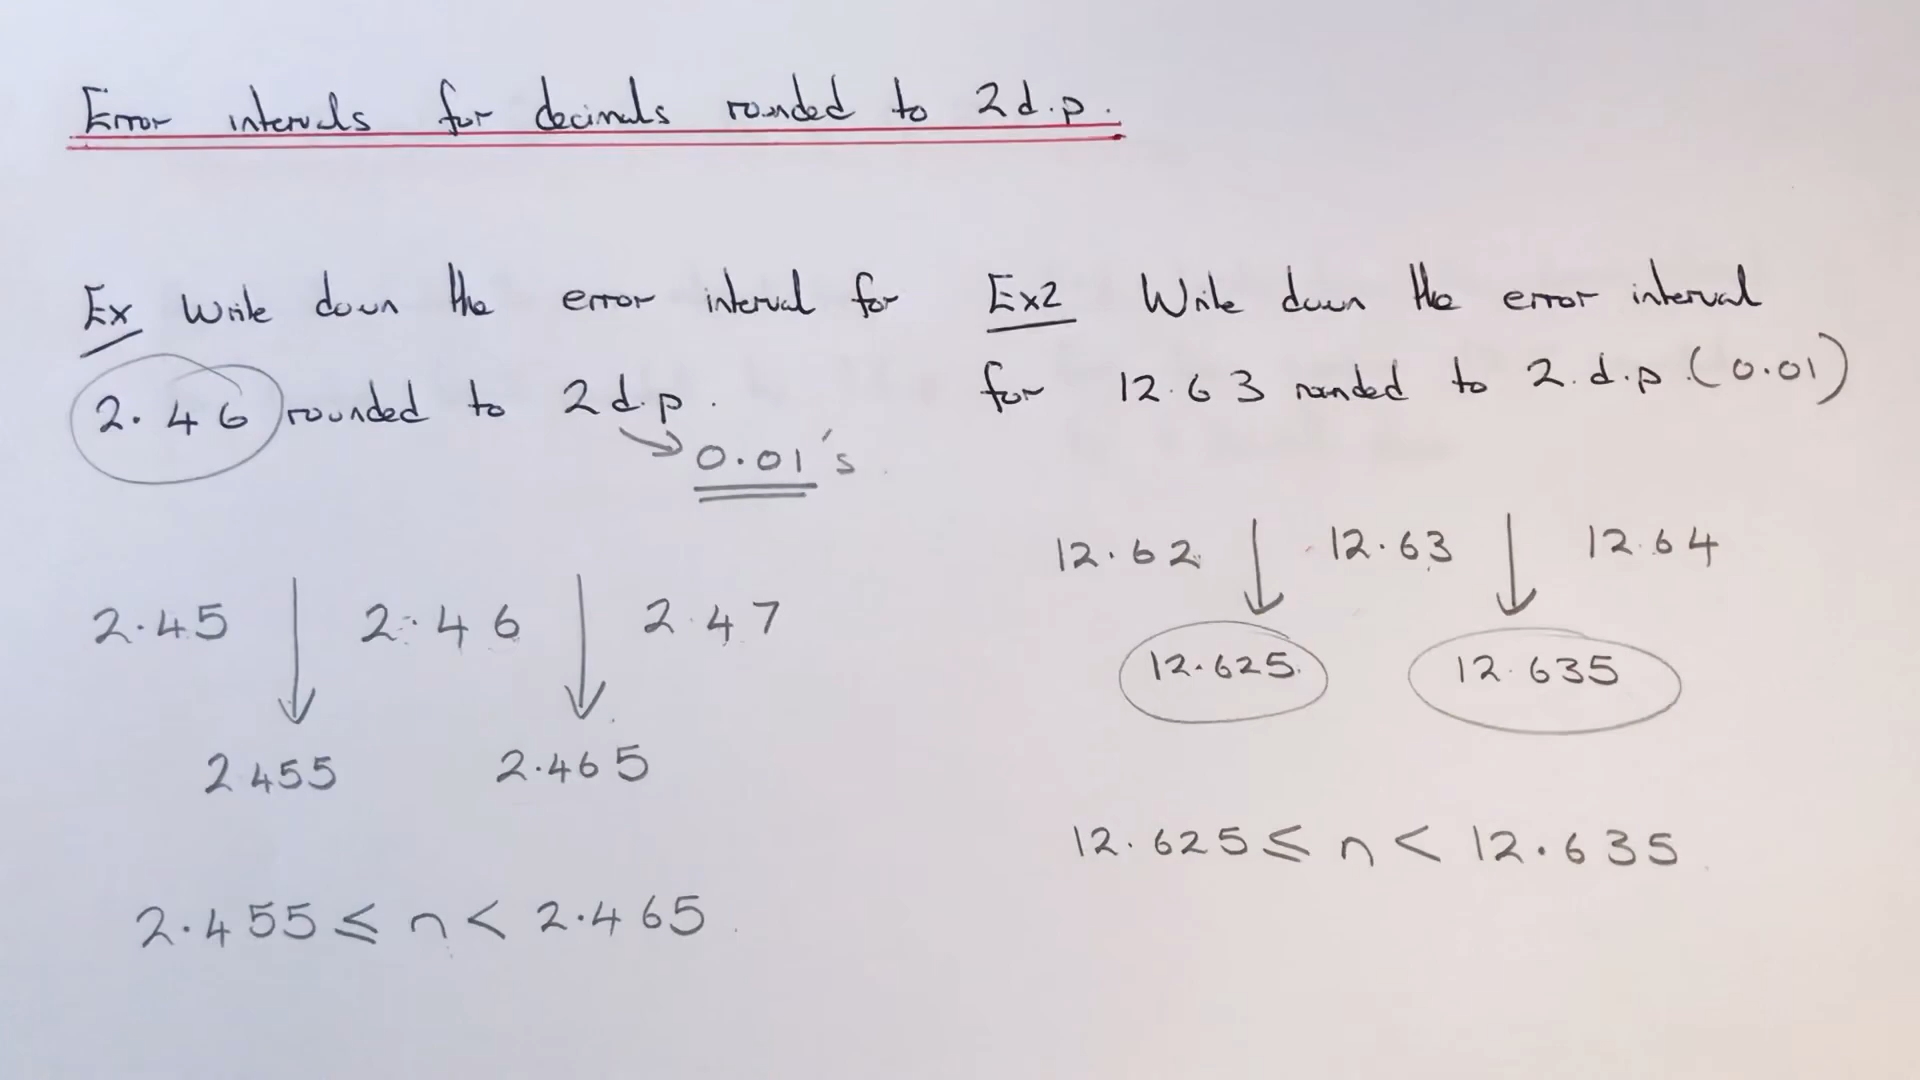 Error intervals for decimals rounded to 2d.p.
Ex Write down the error interval for
2.46 rounded to 2d.p.
0.01's
2.45 2.46 2.47
2.455 2.465
2.455 ≤ n < 2.465
Ex2 Write down the error interval
for 12.63 rounded to 2.d.p.(0.01)
12.62 12.63 12.64
12.625 12.635
12.625 ≤ n < 12.635